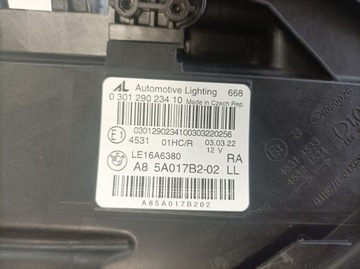 AL Automotive Lighting 668
0 301 290 234 10 Made in Czech Rep.
0301290234100303220256
E1 4531 01HC/R 03.03.22
12 V
LE16A6380 RA
A8 5A017B2-02 LL
A85A017B202